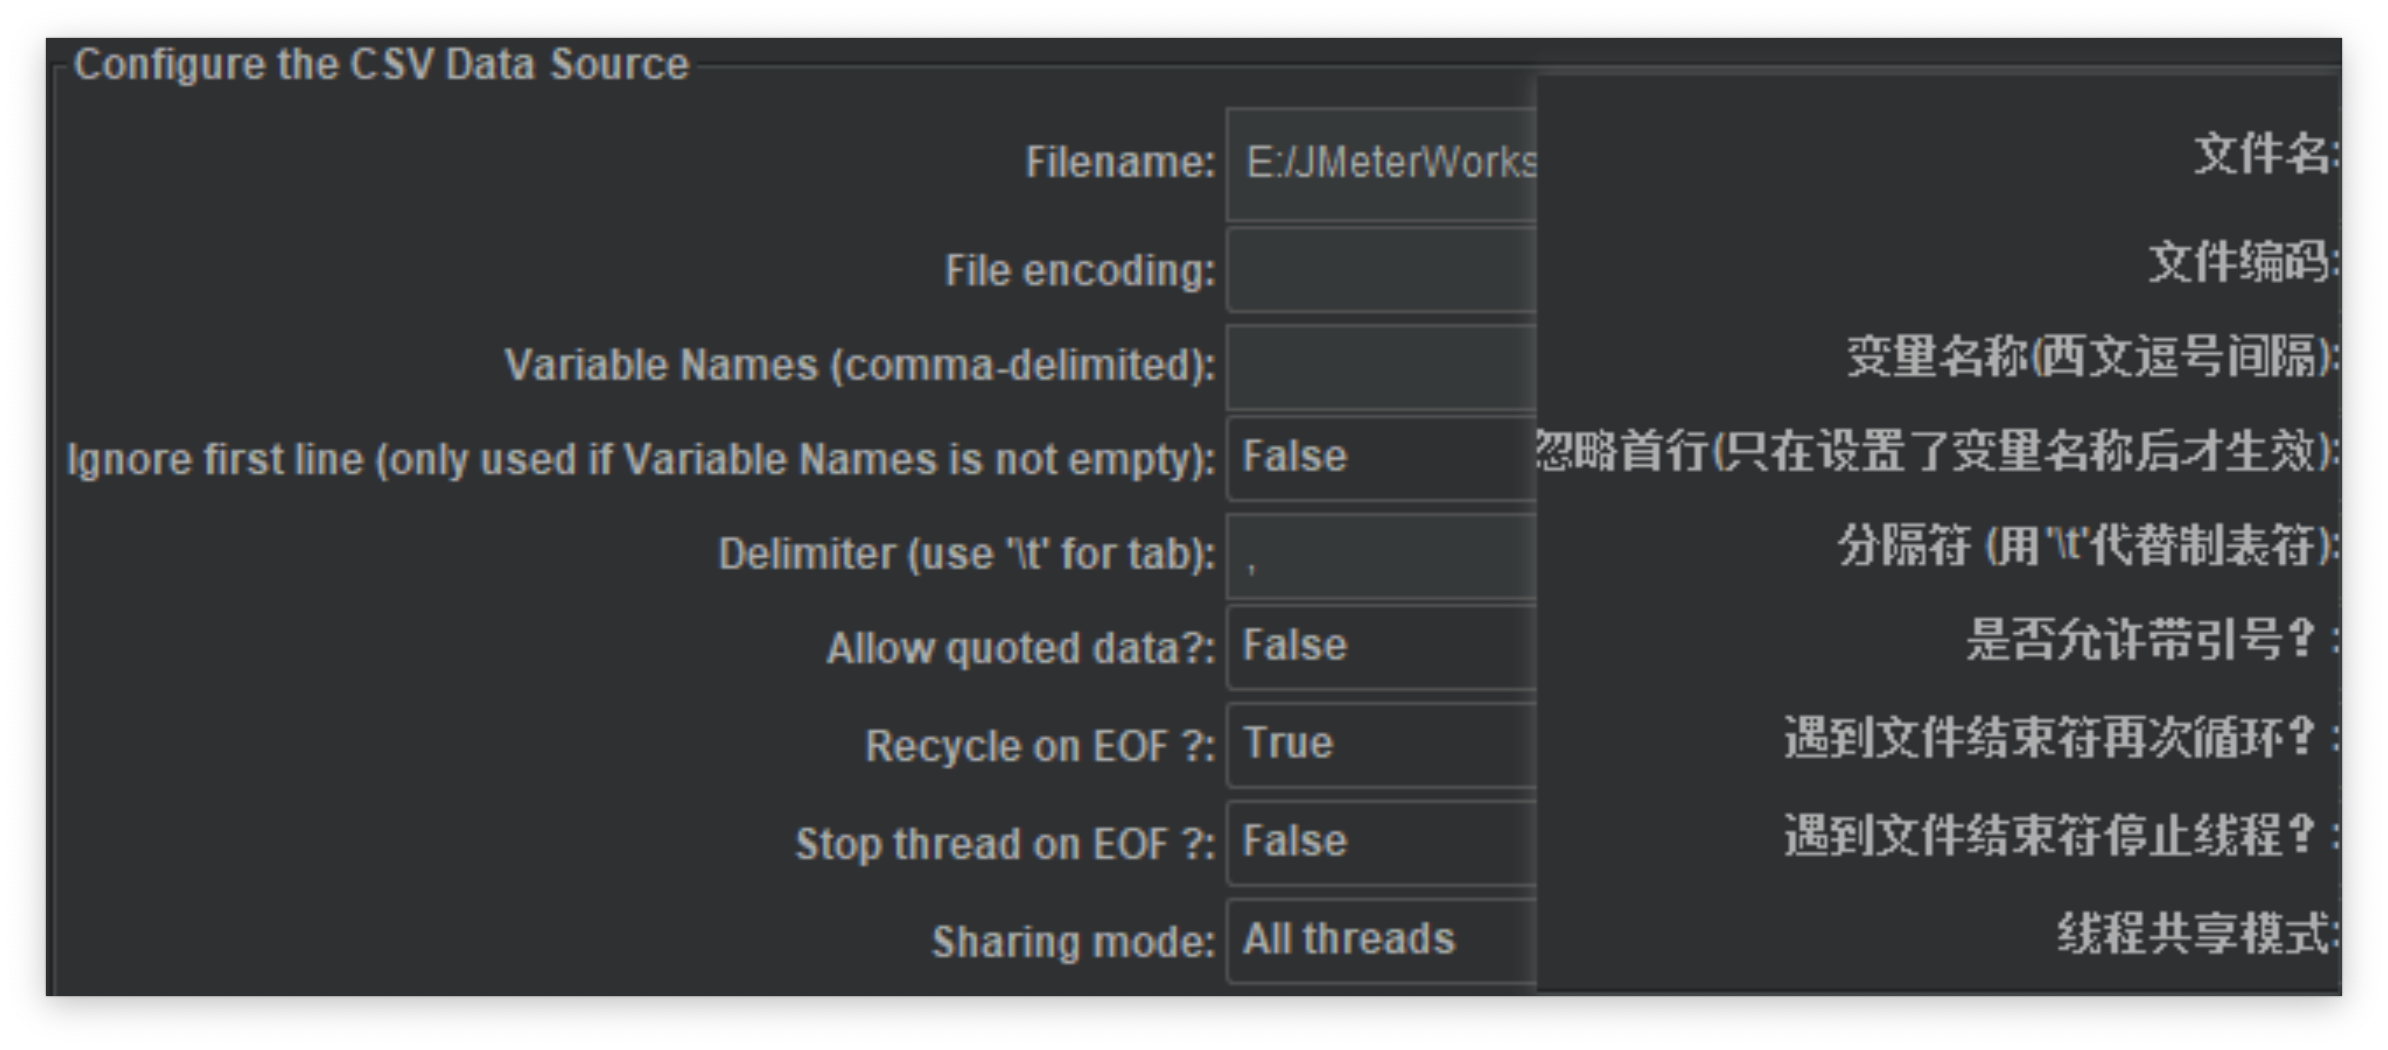 Configure the CSV Data Source
Filename: E:/JMeterWorks 文件名:
File encoding: 文件编码:
Variable Names (comma-delimited): 变量名称(西文逗号间隔):
Ignore first line (only used if Variable Names is not empty): False 忽略首行(只在设置了变量名称后才生效):
Delimiter (use '\t' for tab): , 分隔符 (用'\t'代替制表符):
Allow quoted data?: False 是否允许带引号?:
Recycle on EOF ?: True 遇到文件结束符再次循环?:
Stop thread on EOF ?: False 遇到文件结束符停止线程?:
Sharing mode: All threads 线程共享模式: